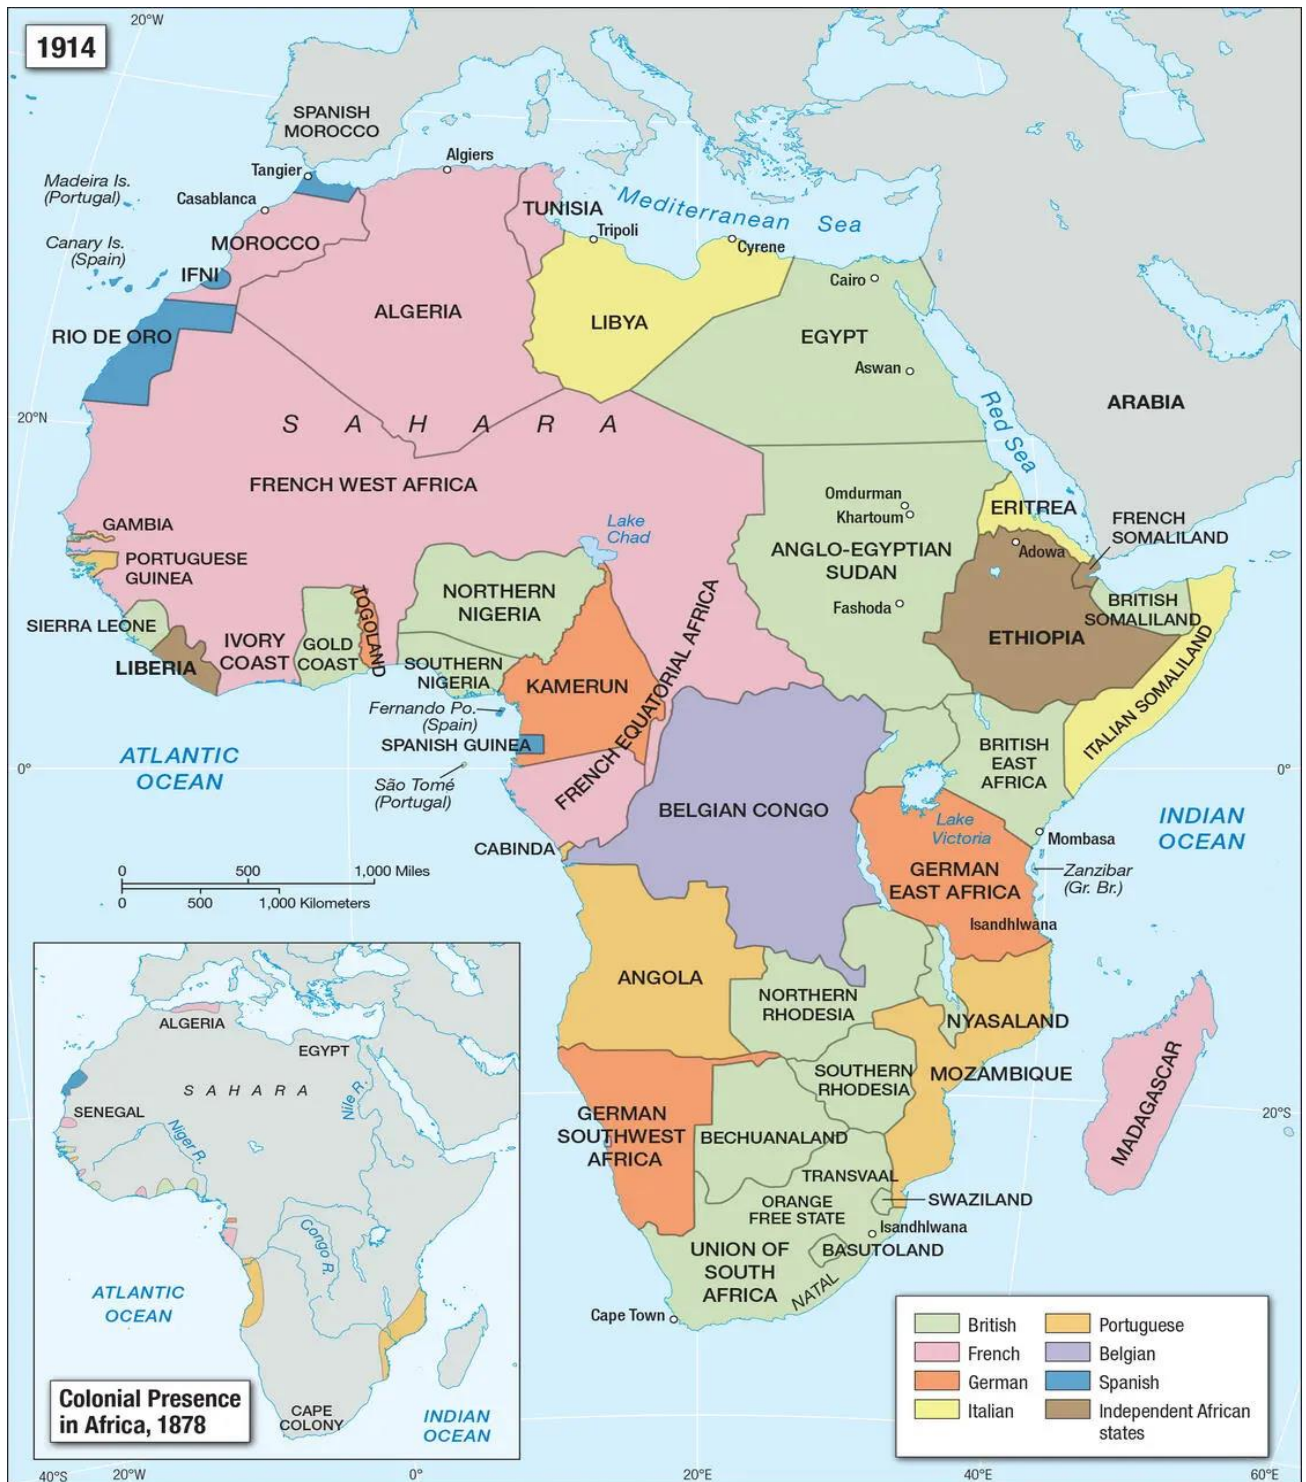 20°W
1914
SPANISH
MOROCCO
Tangier
Algiers
Madeira Is.
(Portugal)
Casablanca
TUNISIA
Mediterranean Sea
Tripoli
Cyrene
Canary Is.
(Spain)
MOROCCO
IFNI
Cairo
ALGERIA
LIBYA
EGYPT
RIO DE ORO
Aswan
ARABIA
Red Sea
20°N
SAHARA
FRENCH WEST AFRICA
Omdurman
Khartoum
ERITREA
FRENCH
SOMALILAND
GAMBIA
Lake
Chad
Adowa
PORTUGUESE
GUINEA
ANGLO-EGYPTIAN
SUDAN
NORTHERN
NIGERIA
TOGOLAND
Fashoda
BRITISH
SOMALILAND
SIERRA LEONE
IVORY
COAST
GOLD
COAST
ETHIOPIA
LIBERIA
SOUTHERN
NIGERIA
KAMERUN
FRENCH EQUATORIAL AFRICA
ITALIAN SOMALILAND
Fernando Po.
(Spain)
SPANISH GUINEA
ATLANTIC
OCEAN
BRITISH
EAST
AFRICA
0°
0°
São Tomé
(Portugal)
BELGIAN CONGO
Lake
Victoria
INDIAN
OCEAN
Mombasa
CABINDA
Zanzibar
(Gr. Br.)
GERMAN
EAST AFRICA
0 500 1,000 Miles
0 500 1,000 Kilometers
Isandhlwana
ANGOLA
NORTHERN
RHODESIA
NYASALAND
SOUTHERN
RHODESIA
MOZAMBIQUE
MADAGASCAR
20°S
GERMAN
SOUTHWEST
AFRICA
BECHUANALAND
TRANSVAAL
ORANGE
FREE STATE
SWAZILAND
Isandhlwana
UNION OF
SOUTH
AFRICA
BASUTOLAND
NATAL
Cape Town
ALGERIA
EGYPT
SAHARA
Nile R.
SENEGAL
Niger R.
Congo R.
ATLANTIC
OCEAN
CAPE
COLONY
INDIAN
OCEAN
Colonial Presence
in Africa, 1878
British
French
German
Italian
Portuguese
Belgian
Spanish
Independent African
states
40°S
20°W
0°
20°E
40°E
60°E